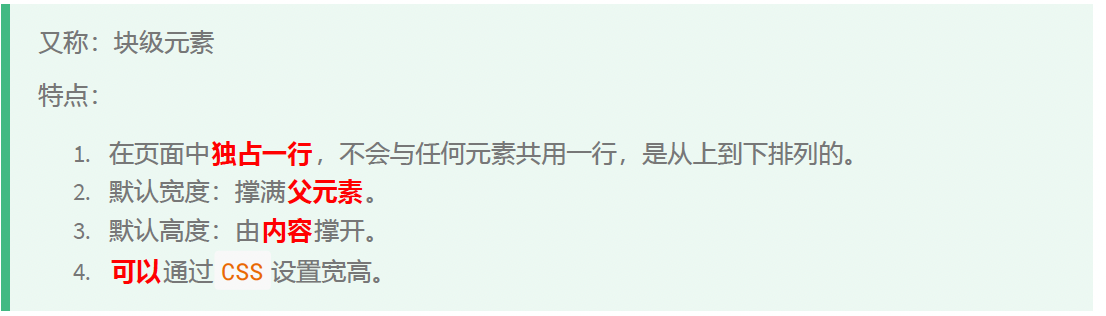 又称：块级元素
特点：
1. 在页面中独占一行，不会与任何元素共用一行，是从上到下排列的。
2. 默认宽度：撑满父元素。
3. 默认高度：由内容撑开。
4. 可以通过 CSS 设置宽高。